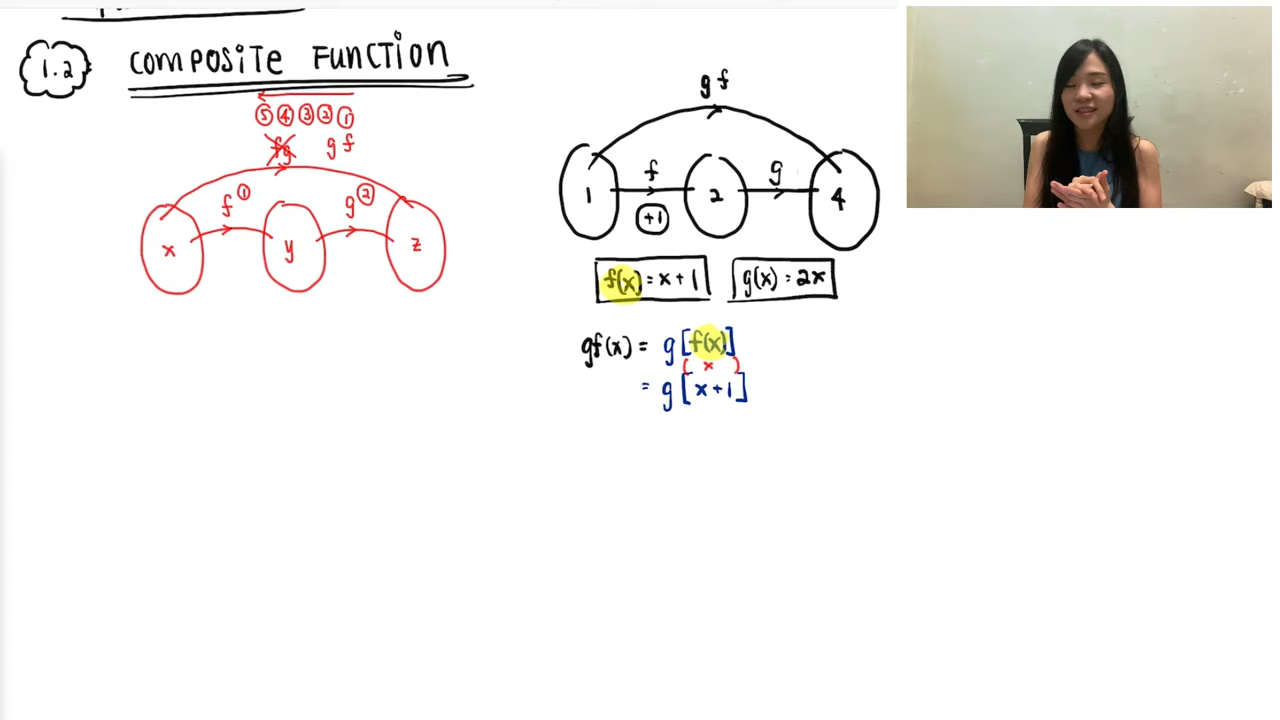 1.2 COMPOSITE FUNCTION
5 4 3 2 1
fg gf
f 1 g 2
x y z
gf
f g
1 2 4
+1
f(x) = x + 1 g(x) = 2x
gf(x) = g[f(x)]
( x )
= g[x + 1]